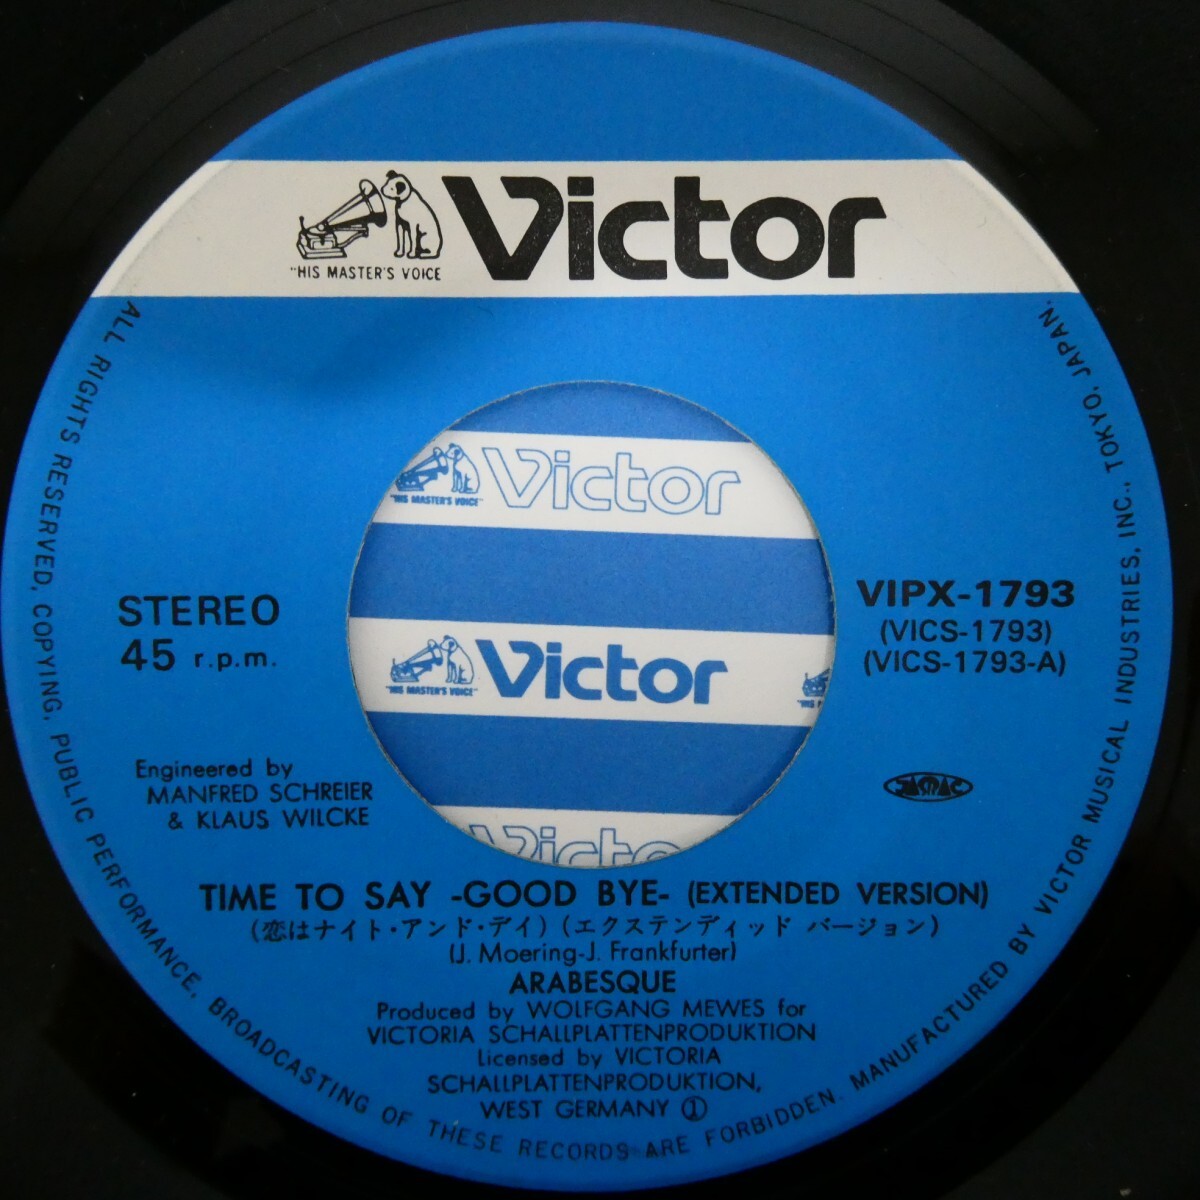 "HIS MASTER'S VOICE
Victor
"HIS MASTER'S VOICE"
Victor
STEREO
45 r.p.m.
VIPX-1793
(VICS-1793)
(VICS-1793-A)
"HIS MASTER'S VOICE"
Victor
"HIS
Engineered by
MANFRED SCHREIER
& KLAUS WILCKE
JASRAC
Victor
TIME TO SAY -GOOD BYE- (EXTENDED VERSION)
(恋はナイト・アンド・デイ) (エクステンディッド バージョン)
(J. Moering-J. Frankfurter)
ARABESQUE
Produced by WOLFGANG MEWES for
VICTORIA SCHALLPLATTENPRODUKTION
Licensed by VICTORIA
SCHALLPLATTENPRODUKTION,
WEST GERMANY ①
ALL RIGHTS RESERVED, COPYING, PUBLIC PERFORMANCE, BROADCASTING OF THESE RECORDS ARE FORBIDDEN. MANUFACTURED BY VICTOR MUSICAL INDUSTRIES, INC., TOKYO, JAPAN.